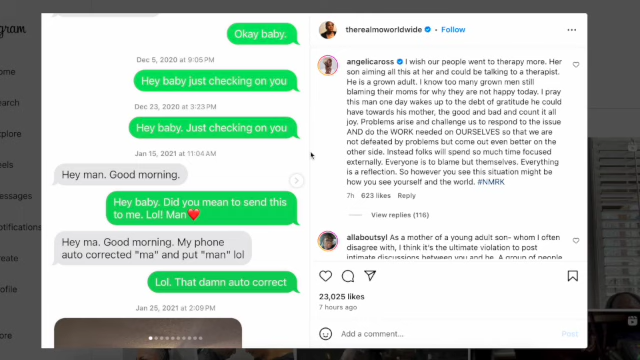 gram
ome
earch
xplore
eels
essages
otifications
reate
rofile
ore
Okay baby.
Dec 5, 2020 at 9:05 PM
Hey baby just checking on you
Dec 23, 2020 at 3:23 PM
Hey baby. Just checking on you
Jan 15, 2021 at 11:04 AM
Hey man. Good morning.
Hey baby. Did you mean to send this
to me. Lol! Man❤️
Hey ma. Good morning. My phone
auto corrected "ma" and put "man" lol
Lol. That damn auto correct
Jan 25, 2021 at 2:09 PM
therealmoworldwide • Follow
angelicaross I wish our people went to therapy more. Her
son aiming all this at her and could be talking to a therapist.
He is a grown adult. I know too many grown men still
blaming their moms for why they are not happy today. I pray
this man one day wakes up to the debt of gratitude he
could have towards his mother, the good and bad and count it all
joy. Problems arise and challenge us to respond to the issue
AND do the WORK needed on OURSELVES so that we are
not defeated by problems but come out even better on the
other side. Instead folks will spend so much time focused
externally. Everyone is to blame but themselves. Everything
is a reflection. So however you see this situation might be
how you see yourself and the world. #NMRK
7h 623 likes Reply
View replies (116)
allaboutsyl As a mother of a young adult son- whom I often
disagree with, I think it's the ultimate violation to post
intimate discussions between you and he. A group of people
23,025 likes
7 hours ago
Add a comment...
Post